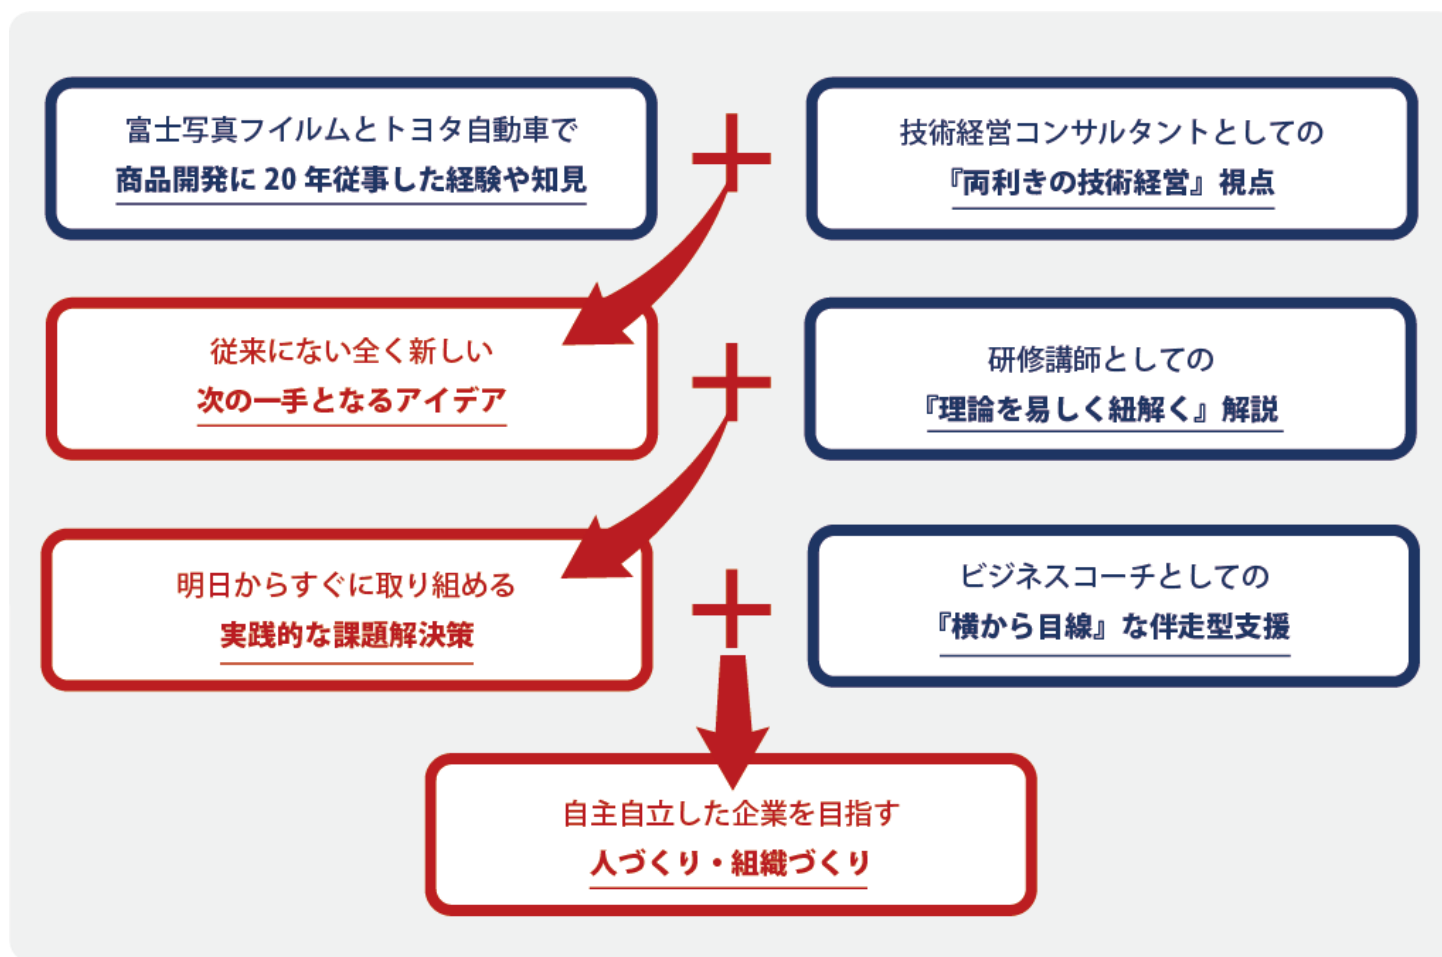 富士写真フイルムとトヨタ自動車で
商品開発に 20 年従事した経験や知見
技術経営コンサルタントとしての
『両利きの技術経営』視点
従来にない全く新しい
次の一手となるアイデア
研修講師としての
『理論を易しく紐解く』解説
明日からすぐに取り組める
実践的な課題解決策
ビジネスコーチとしての
『横から目線』な伴走型支援
自主自立した企業を目指す
人づくり・組織づくり